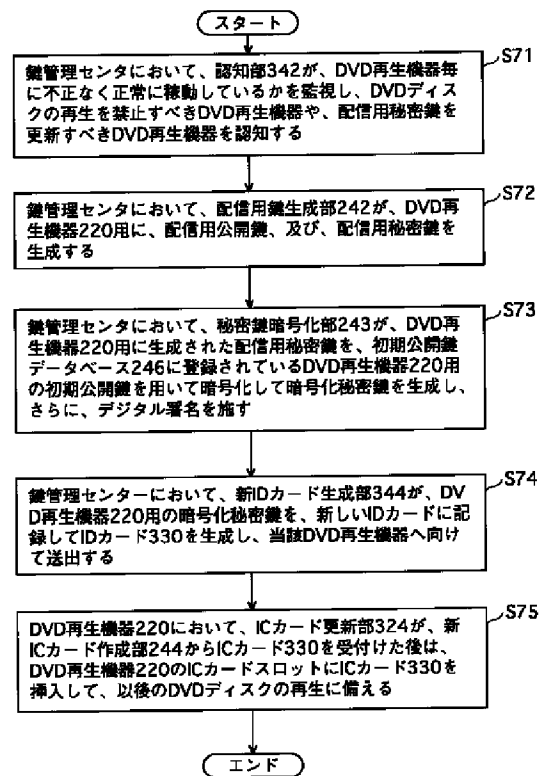 スタート
S71
鍵管理センタにおいて、認知部342が、DVD再生機器毎
に不正なく正常に稼動しているかを監視し、DVDディス
クの再生を禁止すべきDVD再生機器や、配信用秘密鍵を
更新すべきDVD再生機器を認知する
S72
鍵管理センタにおいて、配信用鍵生成部242が、DVD再
生機器220用に、配信用公開鍵、及び、配信用秘密鍵を
生成する
S73
鍵管理センタにおいて、秘密鍵暗号化部243が、DVD再
生機器220用に生成された配信用秘密鍵を、初期公開鍵
データベース246に登録されているDVD再生機器220用
の初期公開鍵を用いて暗号化して暗号化秘密鍵を生成し、
さらに、デジタル署名を施す
S74
鍵管理センターにおいて、新IDカード生成部344が、DV
D再生機器220用の暗号化秘密鍵を、新しいIDカードに記
録してIDカード330を生成し、当該DVD再生機器へ向け
て送出する
S75
DVD再生機器220において、ICカード更新部324が、新
ICカード作成部244からICカード330を受付けた後は、
DVD再生機器220のICカードスロットにICカード330を
挿入して、以後のDVDディスクの再生に備える
エンド